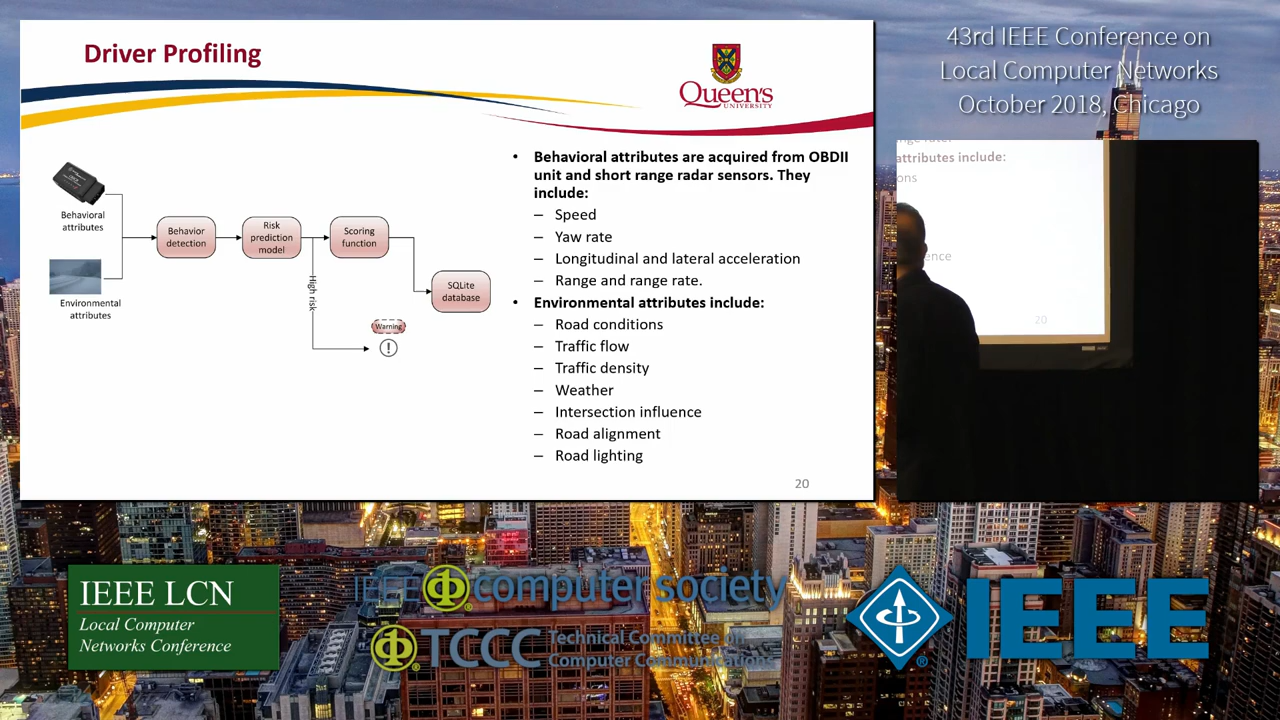 Driver Profiling
Queen's
UNIVERSITY
Behavioral
attributes
Environmental
attributes
Behavior
detection
Risk
prediction
model
Scoring
function
SQLite
database
High risk
Warning
!
• Behavioral attributes are acquired from OBDII
unit and short range radar sensors. They
include:
– Speed
– Yaw rate
– Longitudinal and lateral acceleration
– Range and range rate.
• Environmental attributes include:
– Road conditions
– Traffic flow
– Traffic density
– Weather
– Intersection influence
– Road alignment
– Road lighting
20
43rd IEEE Conference on
Local Computer Networks
October 2018, Chicago
attributes include:
ons
ence
20
IEEE LCN
Local Computer
Networks Conference
IEEE computer society
TCCC Technical Committee on
Computer Communications
IEEE
®